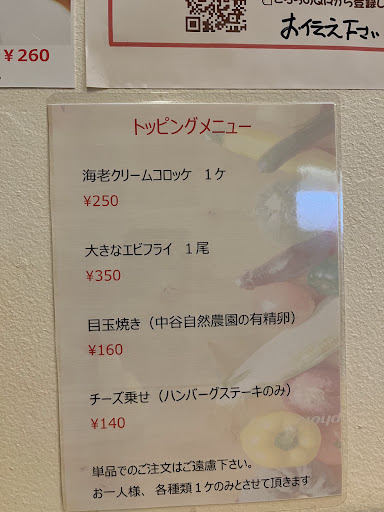 ¥260
から登録し
お伝え下さい
トッピングメニュー
海老クリームコロッケ 1ケ
¥250
大きなエビフライ 1尾
¥350
目玉焼き(中谷自然農園の有精卵)
¥160
チーズ乗せ(ハンバーグステーキのみ)
¥140
単品でのご注文はご遠慮下さい。
お一人様、各種類1ケのみとさせて頂きます